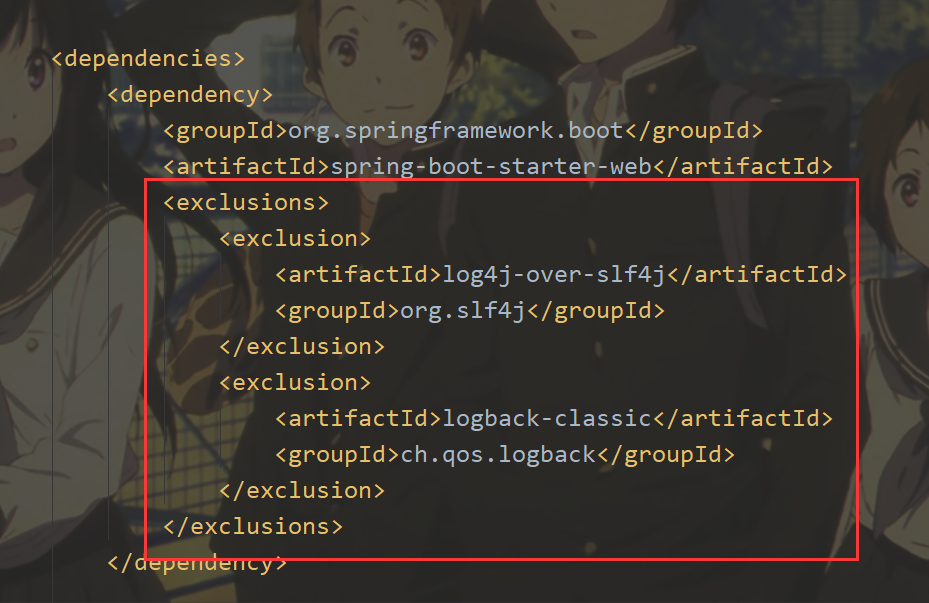 <dependencies>
<dependency>
<groupId>org.springframework.boot</groupId>
<artifactId>spring-boot-starter-web</artifactId>
<exclusions>
<exclusion>
<artifactId>log4j-over-slf4j</artifactId>
<groupId>org.slf4j</groupId>
</exclusion>
<exclusion>
<artifactId>logback-classic</artifactId>
<groupId>ch.qos.logback</groupId>
</exclusion>
</exclusions>
</dependency>